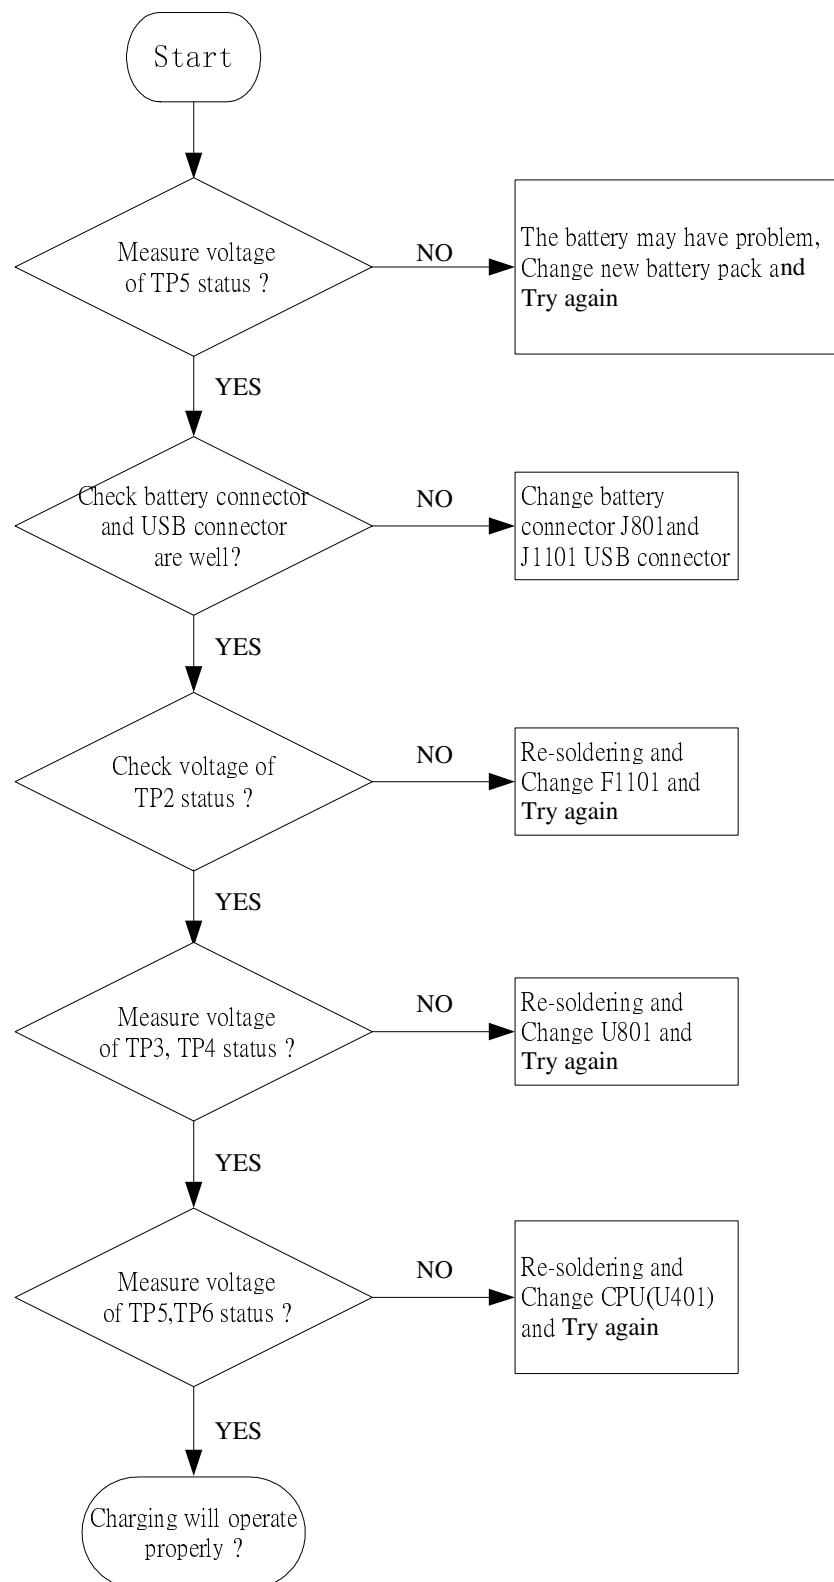 Start
Measure voltage
of TP5 status ?
NO
The battery may have problem,
Change new battery pack and
Try again
YES
Check battery connector
and USB connector
are well?
NO
Change battery
connector J801and
J1101 USB connector
YES
Check voltage of
TP2 status ?
NO
Re-soldering and
Change F1101 and
Try again
YES
Measure voltage
of TP3, TP4 status ?
NO
Re-soldering and
Change U801 and
Try again
YES
Measure voltage
of TP5,TP6 status ?
NO
Re-soldering and
Change CPU(U401)
and Try again
YES
Charging will operate
properly ?